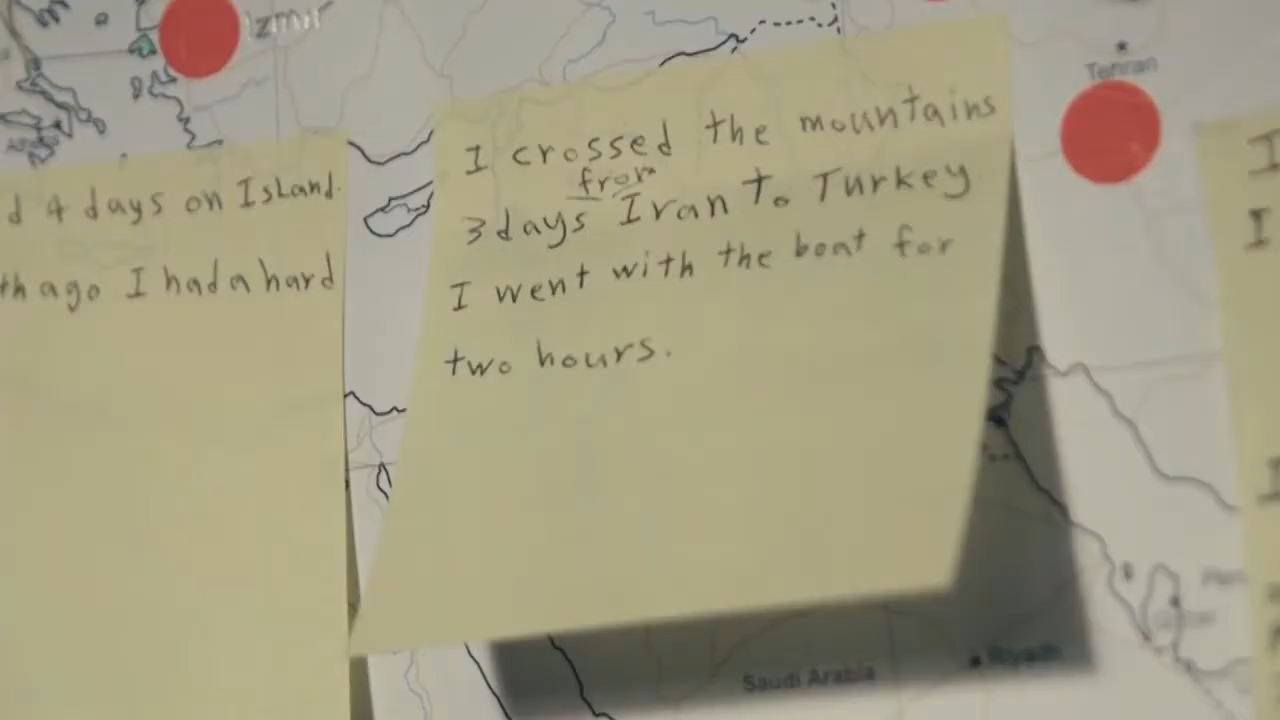 Izmir
Tehran
d 4 days on Island.
th ago I had a hard
I crossed the mountains
from
3 days Iran to Turkey
I went with the boat for
two hours.
I
I
I
Saudi Arabia
Riyadh